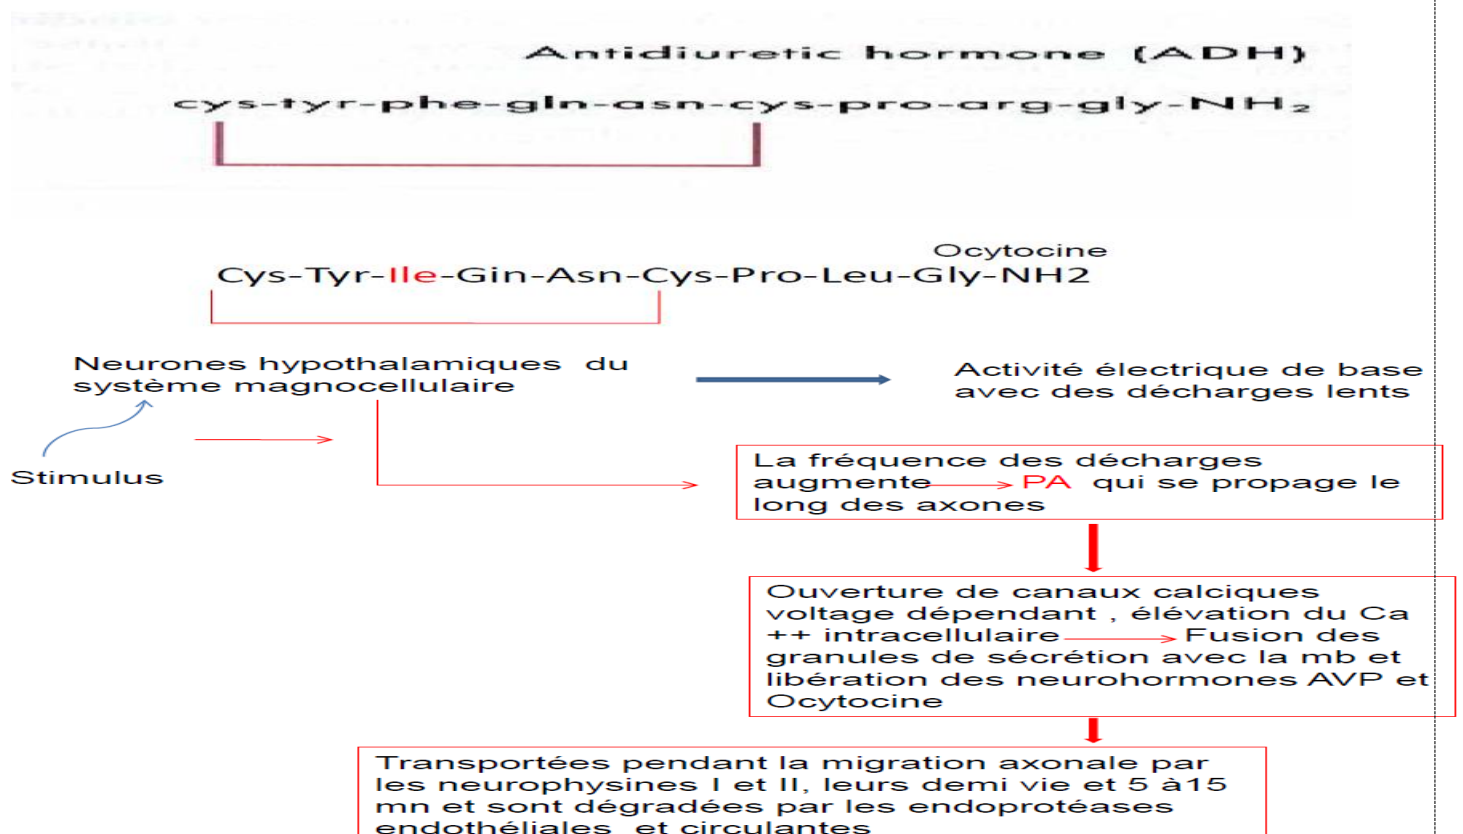 Antidiuretic hormone (ADH)
cys-tyr-phe-gln-asn-cys-pro-arg-gly-NH₂
Ocytocine
Cys-Tyr-Ile-Gin-Asn-Cys-Pro-Leu-Gly-NH2
Neurones hypothalamiques du
système magnocellulaire
Activité électrique de base
avec des décharges lents
Stimulus
La fréquence des décharges
augmente PA qui se propage le
long des axones
Ouverture de canaux calciques
voltage dépendant , élévation du Ca
++ intracellulaire Fusion des
granules de sécrétion avec la mb et
libération des neurohormones AVP et
Ocytocine
Transportées pendant la migration axonale par
les neurophysines I et II, leurs demi vie et 5 à15
mn et sont dégradées par les endoprotéases
endothéliales et circulantes